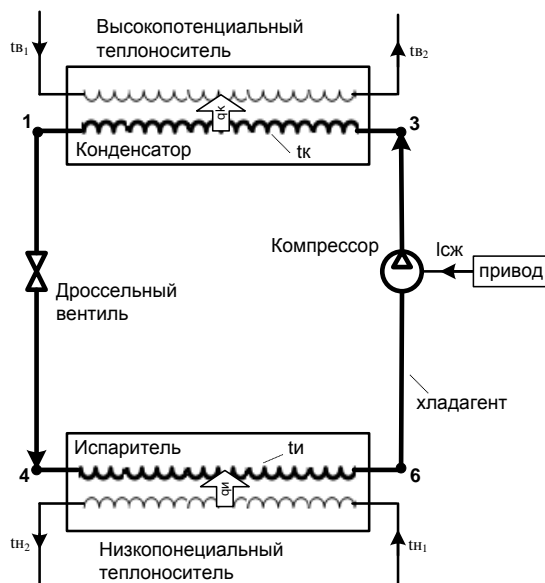 Высокопотенциальный
теплоноситель
tв₁
tв₂
qk
1
3
Конденсатор
tк
Компрессор
lсж
привод
Дроссельный
вентиль
хладагент
Испаритель
tи
4
6
qи
tн₂
Низкопонециальный
теплоноситель
tн₁